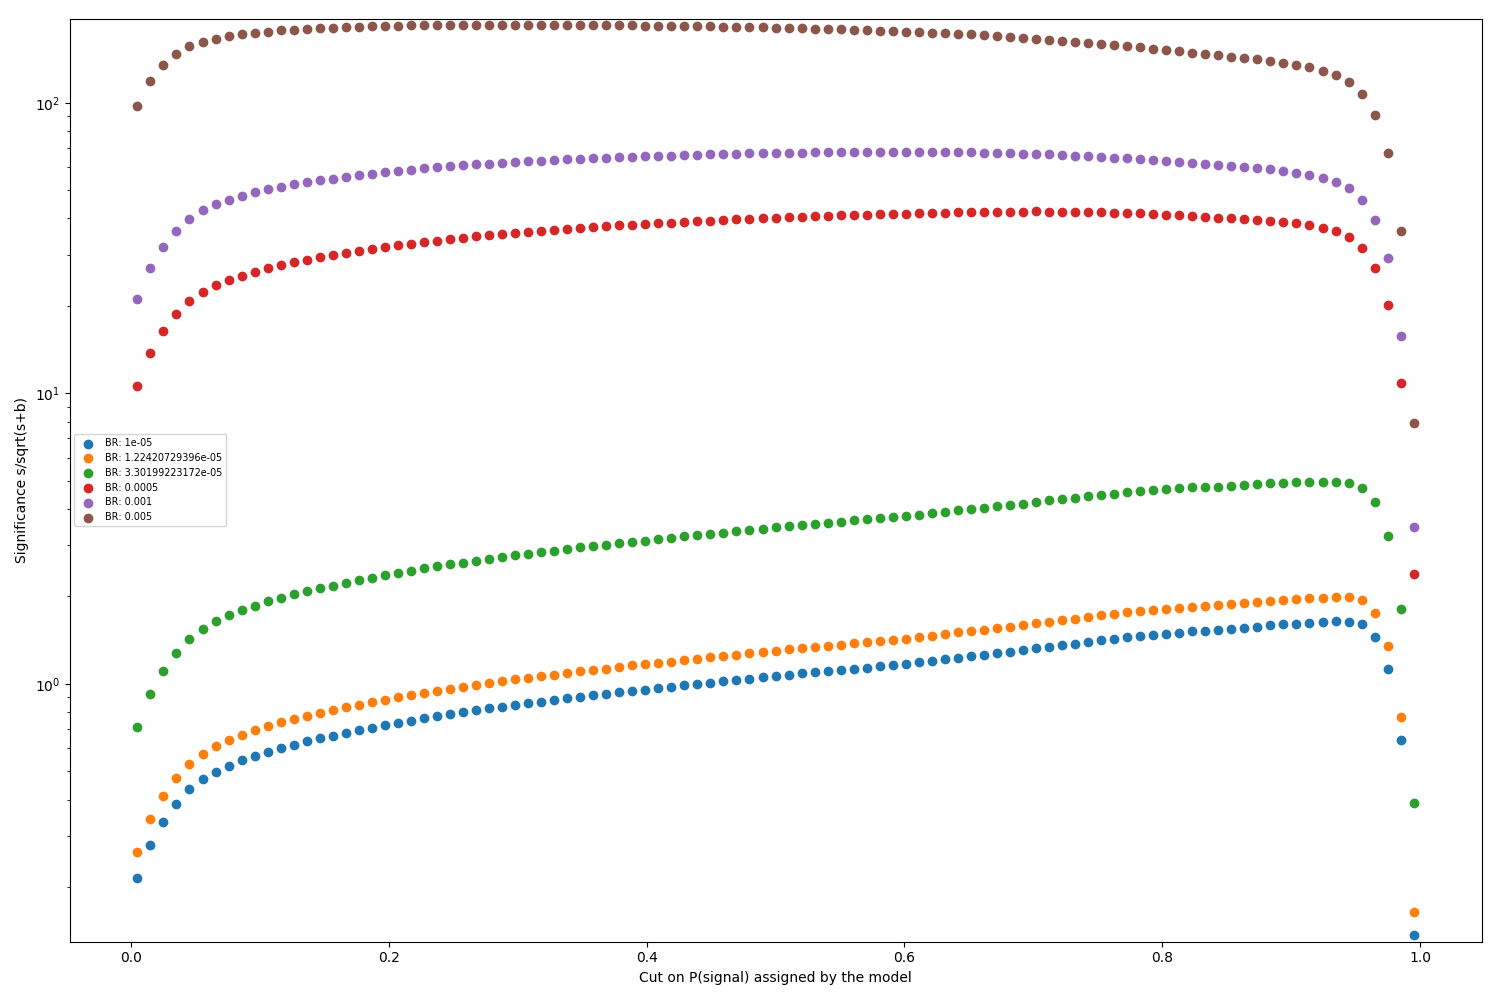 10²
10¹
10⁰
Significance s/sqrt(s+b)
BR: 1e-05
BR: 1.22420729396e-05
BR: 3.30199223172e-05
BR: 0.0005
BR: 0.001
BR: 0.005
0.0 0.2 0.4 0.6 0.8 1.0
Cut on P(signal) assigned by the model